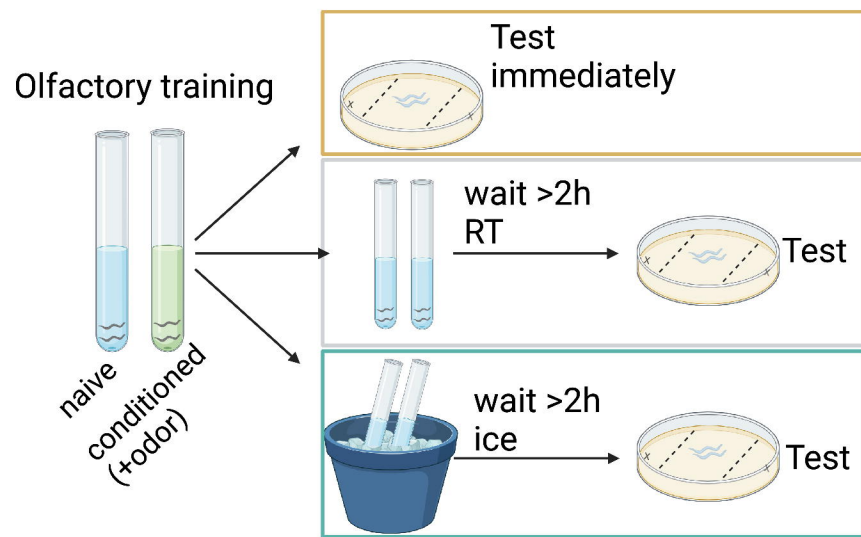 Olfactory training
naive
conditioned
(+odor)
Test
immediately
wait >2h
RT
Test
wait >2h
ice
Test